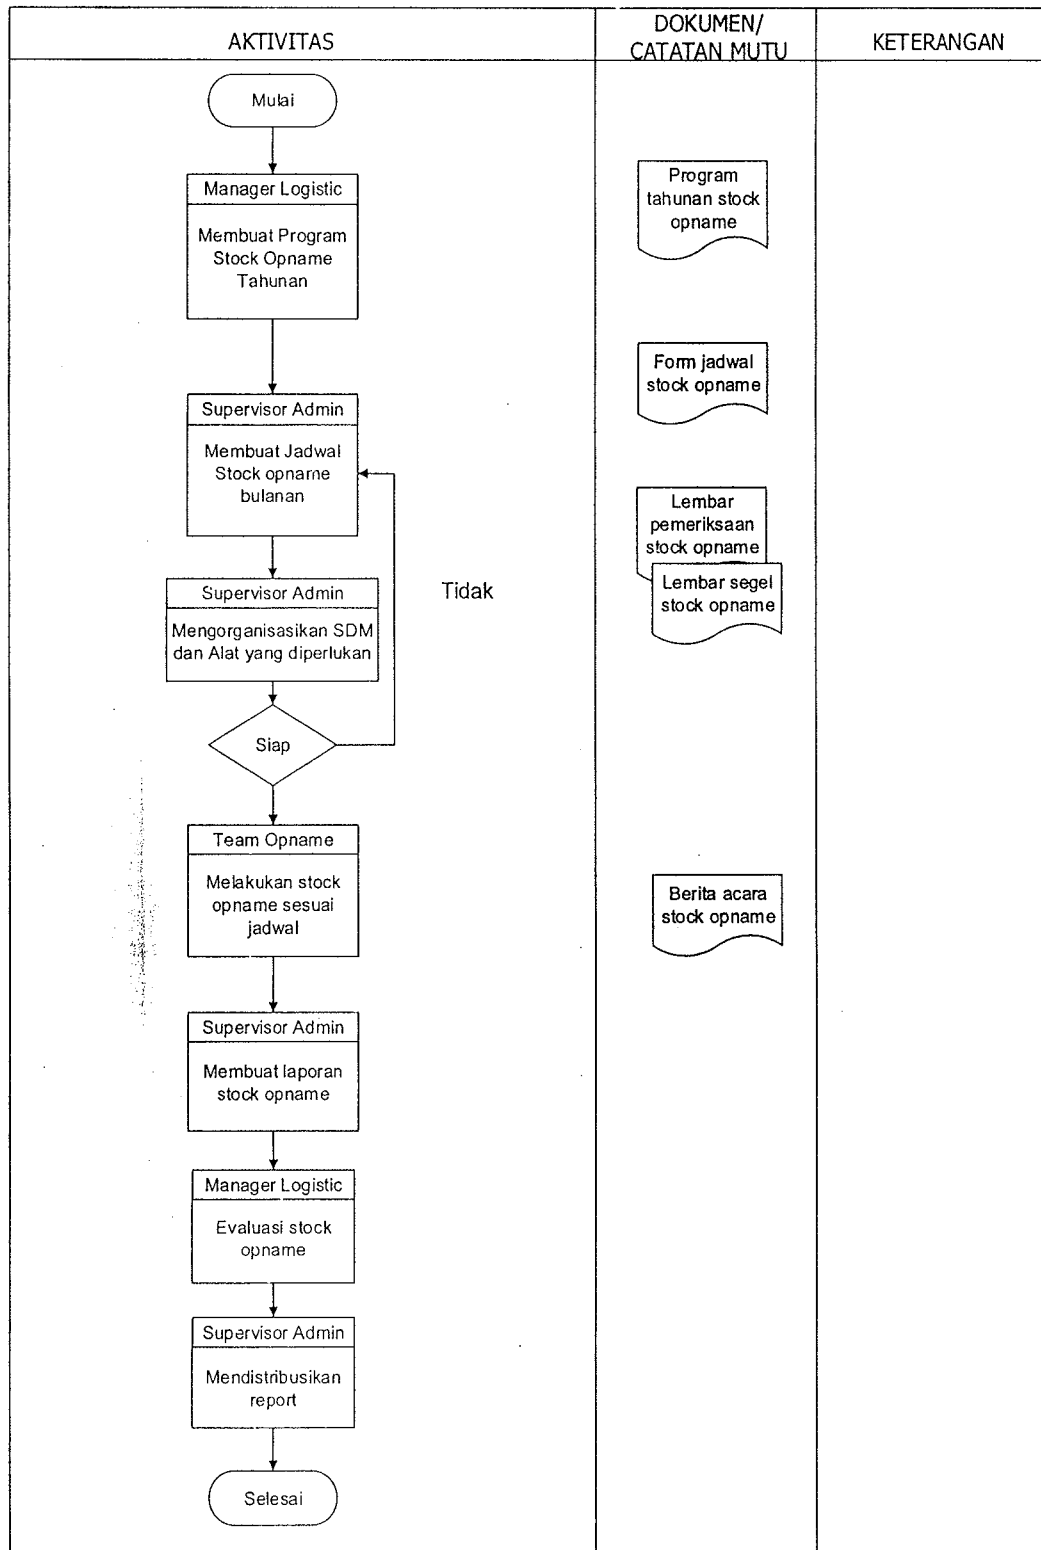 AKTIVITAS
DOKUMEN/
CATATAN MUTU
KETERANGAN
Mulai
Manager Logistic
Membuat Program
Stock Opname
Tahunan
Program
tahunan stock
opname
Form jadwal
stock opname
Supervisor Admin
Membuat Jadwal
Stock opname
bulanan
Lembar
pemeriksaan
stock opname
Lembar segel
stock opname
Tidak
Supervisor Admin
Mengorganisasikan SDM
dan Alat yang diperlukan
Siap
Team Opname
Melakukan stock
opname sesuai
jadwal
Berita acara
stock opname
Supervisor Admin
Membuat laporan
stock opname
Manager Logistic
Evaluasi stock
opname
Supervisor Admin
Mendistribusikan
report
Selesai